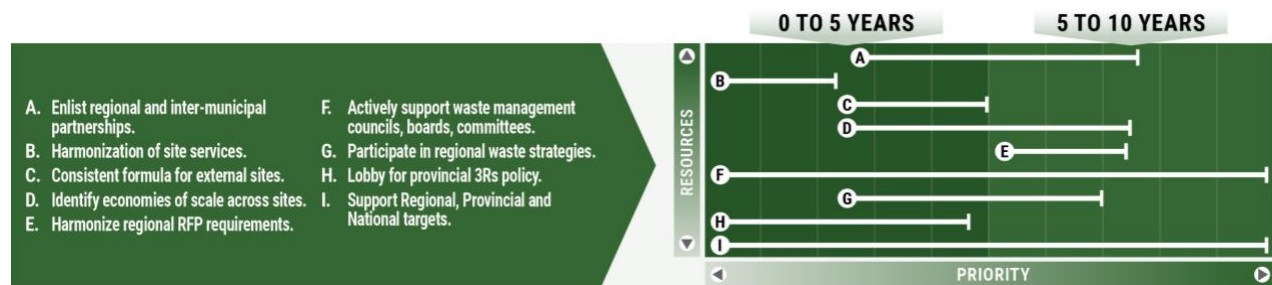 0 TO 5 YEARS
5 TO 10 YEARS
A. Enlist regional and inter-municipal
partnerships.
B. Harmonization of site services.
C. Consistent formula for external sites.
D. Identify economies of scale across sites.
E. Harmonize regional RFP requirements.
F. Actively support waste management
councils, boards, committees.
G. Participate in regional waste strategies.
H. Lobby for provincial 3Rs policy.
I. Support Regional, Provincial and
National targets.
RESOURCES
A
B
C
D
E
F
G
H
I
PRIORITY